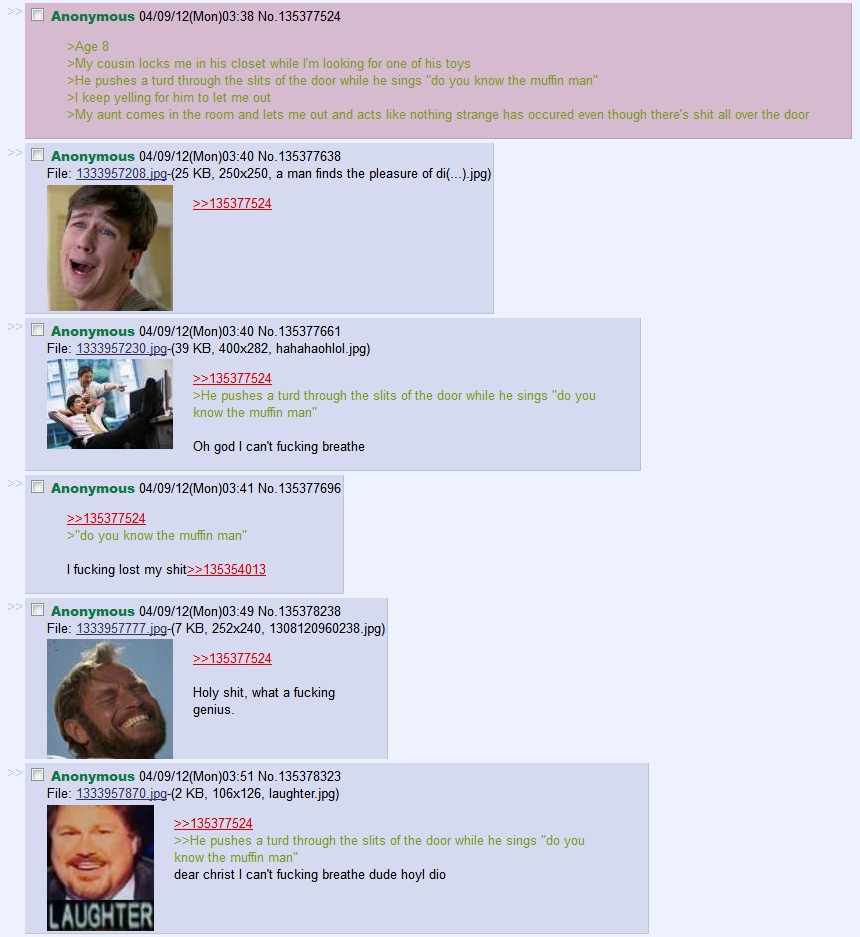 >> Anonymous 04/09/12(Mon)03:38 No.135377524
>Age 8
>My cousin locks me in his closet while I'm looking for one of his toys
>He pushes a turd through the slits of the door while he sings "do you know the muffin man"
>I keep yelling for him to let me out
>My aunt comes in the room and lets me out and acts like nothing strange has occured even though there's shit all over the door
>> Anonymous 04/09/12(Mon)03:40 No.135377638
File: 1333957208.jpg-(25 KB, 250x250, a man finds the pleasure of di(...).jpg)
>>135377524
>> Anonymous 04/09/12(Mon)03:40 No.135377661
File: 1333957230.jpg-(39 KB, 400x282, hahahaohlol.jpg)
>>135377524
>He pushes a turd through the slits of the door while he sings "do you
know the muffin man"
Oh god I can't fucking breathe
>> Anonymous 04/09/12(Mon)03:41 No.135377696
>>135377524
>"do you know the muffin man"
I fucking lost my shit>>135354013
>> Anonymous 04/09/12(Mon)03:49 No.135378238
File: 1333957777.jpg-(7 KB, 252x240, 1308120960238.jpg)
>>135377524
Holy shit, what a fucking
genius.
>> Anonymous 04/09/12(Mon)03:51 No.135378323
File: 1333957870.jpg-(2 KB, 106x126, laughter.jpg)
>>135377524
>>He pushes a turd through the slits of the door while he sings "do you
know the muffin man"
dear christ I can't fucking breathe dude hoyl dio
LAUGHTER